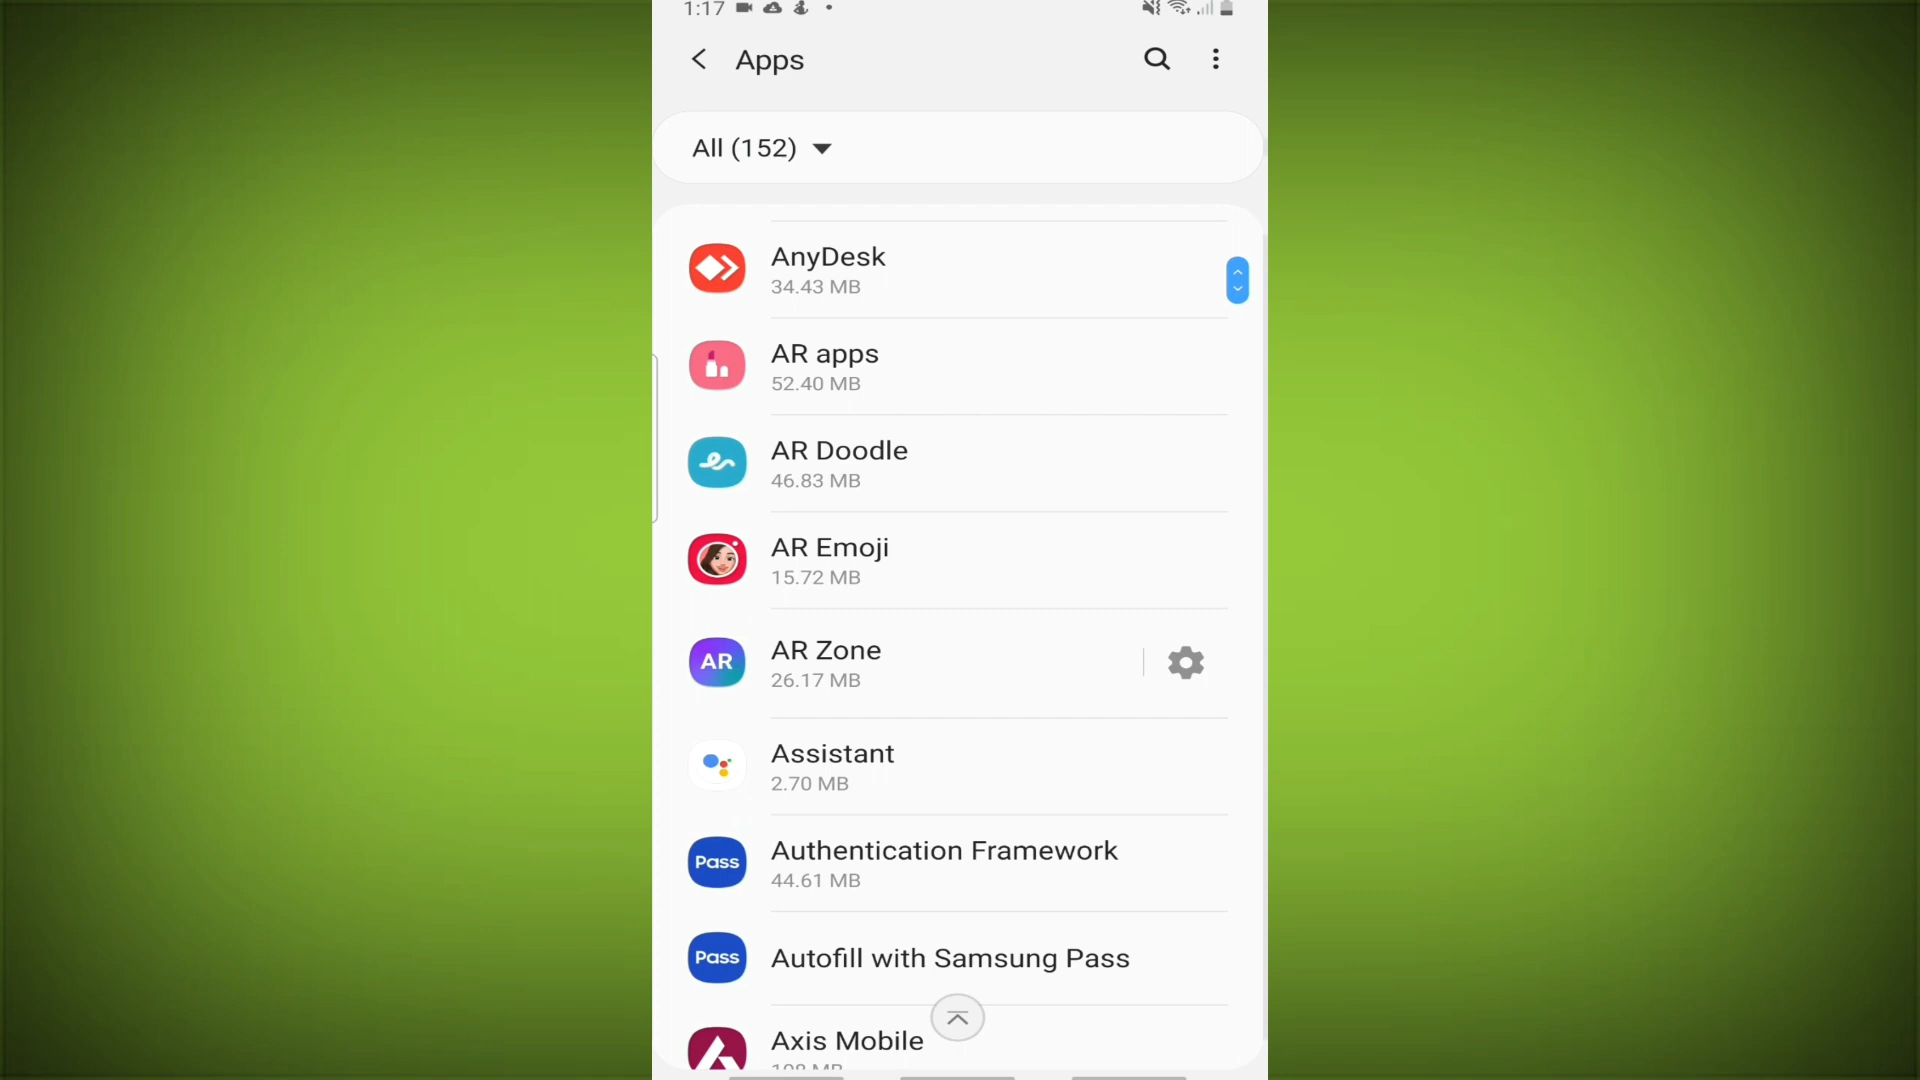 1:17
Apps
All (152)
AnyDesk
34.43 MB
AR apps
52.40 MB
AR Doodle
46.83 MB
AR Emoji
15.72 MB
AR
AR Zone
26.17 MB
Assistant
2.70 MB
Pass
Authentication Framework
44.61 MB
Pass
Autofill with Samsung Pass
Axis Mobile